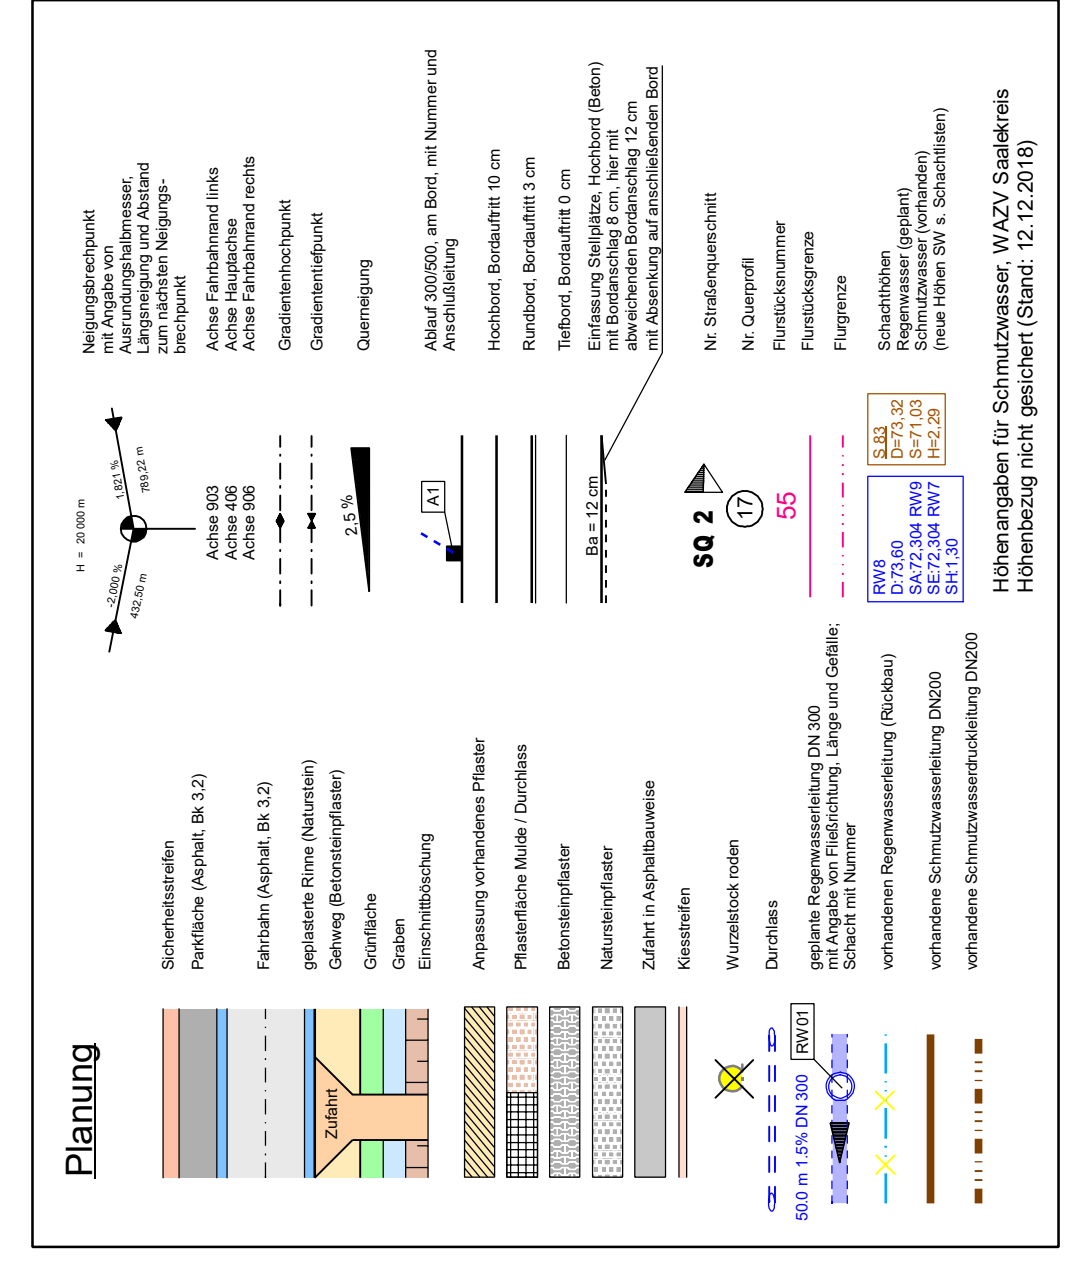 Planung
Zufahrt
Sicherheitsstreifen
Parkfläche (Asphalt, Bk 3,2)
Fahrbahn (Asphalt, Bk 3,2)
geplasterte Rinne (Naturstein)
Gehweg (Betonsteinpflaster)
Grünfläche
Graben
Einschnittböschung
Anpassung vorhandenes Pflaster
Pflasterfläche Mulde / Durchlass
Betonsteinpflaster
Natursteinpflaster
Zufahrt in Asphaltbauweise
Kiesstreifen
Wurzelstock roden
Durchlass
50.0 m 1.5% DN 300
RW01
geplante Regenwasserleitung DN 300
mit Angabe von Fließrichtung, Länge und Gefälle;
Schacht mit Nummer
vorhandenen Regenwasserleitung (Rückbau)
vorhandene Schmutzwasserleitung DN200
vorhandene Schmutzwasserdruckleitung DN200
H = 20000 m
-2,000 %
432,50 m
1,821 %
789,22 m
Neigungsbrechpunkt
mit Angabe von
Ausrundungshalbmesser,
Längsneigung und Abstand
zum nächsten Neigungs-
brechpunkt
Achse 903
Achse 406
Achse 906
Achse Fahrbahnrand links
Achse Hauptachse
Achse Fahrbahnrand rechts
Gradientenhochpunkt
Gradiententiefpunkt
2,5 %
Querneigung
A1
Ablauf 300/500, am Bord, mit Nummer und
Anschlußleitung
Hochbord, Bordauftritt 10 cm
Rundbord, Bordauftritt 3 cm
Tiefbord, Bordauftritt 0 cm
Ba = 12 cm
Einfassung Stellplätze, Hochbord (Beton)
mit Bordanschlag 8 cm, hier mit
abweichenden Bordanschlag 12 cm
mit Absenkung auf anschließenden Bord
SQ 2
Nr. Straßenquerschnitt
17
Nr. Querprofil
55
Flurstücksnummer
Flurstücksgrenze
Flurgrenze
RW8
D:73,60
SA:72,304 RW9
SE:72,304 RW7
SH:1,30
S 83
D=73,32
S=71,03
H=2,29
Schachthöhen
Regenwasser (geplant)
Schmutzwasser (vorhanden)
(neue Höhen SW s. Schachtlisten)
Höhenangaben für Schmutzwasser, WAZV Saalekreis
Höhenbezug nicht gesichert (Stand: 12.12.2018)